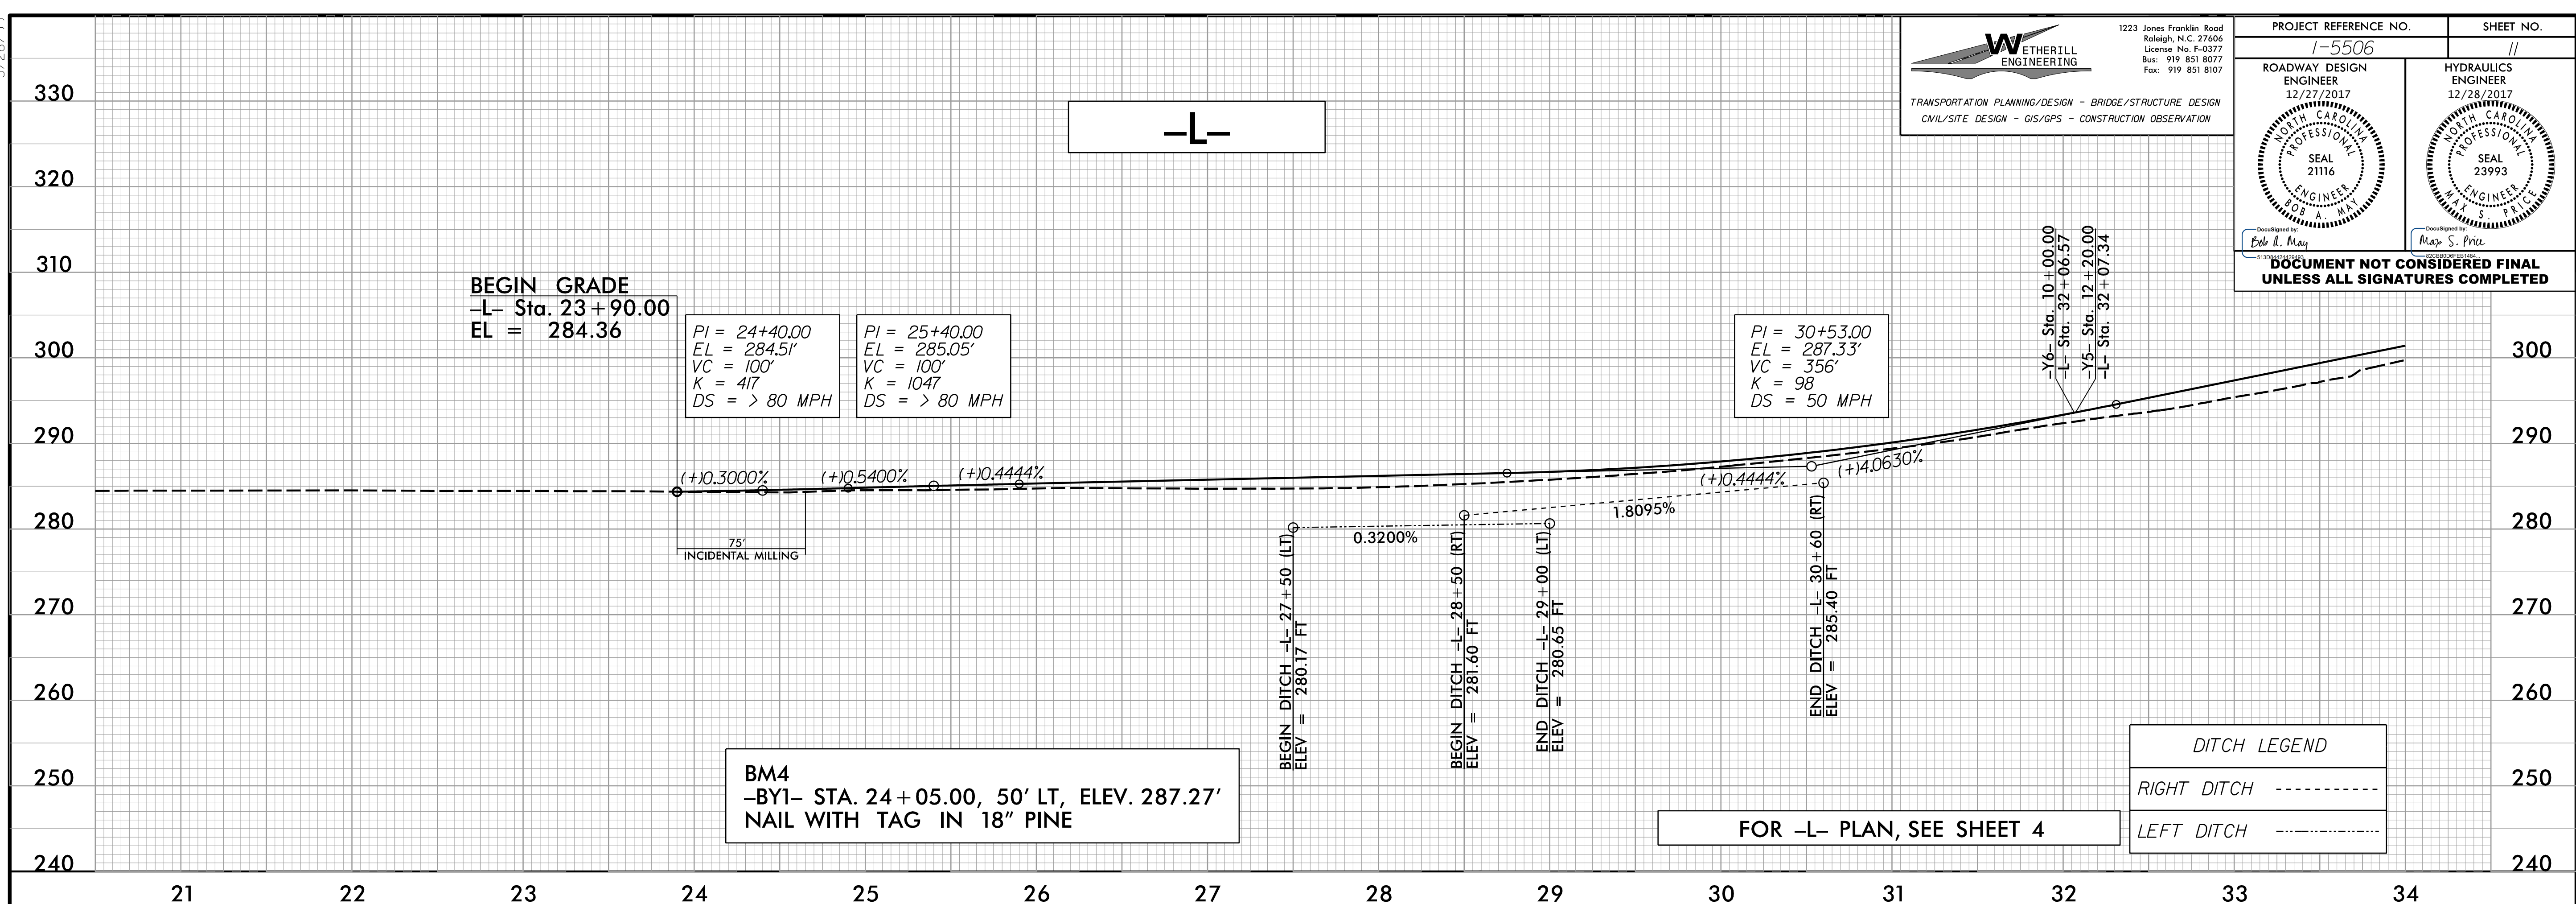 1223 Jones Franklin Road
Raleigh, N.C. 27606
License No. F-0377
Bus: 919 851 8077
Fax: 919 851 8107
WETHERILL
ENGINEERING
TRANSPORTATION PLANNING/DESIGN - BRIDGE/STRUCTURE DESIGN
CIVIL/SITE DESIGN - GIS/GPS - CONSTRUCTION OBSERVATION
PROJECT REFERENCE NO.
I-5506
SHEET NO.
11
ROADWAY DESIGN
ENGINEER
12/27/2017
NORTH CAROLINA
PROFESSIONAL
SEAL
21116
ENGINEER
BOB A. MAY
DocuSigned by:
Bob A. May
HYDRAULICS
ENGINEER
12/28/2017
NORTH CAROLINA
PROFESSIONAL
SEAL
23993
ENGINEER
MAX S. PRICE
DocuSigned by:
Max S. Price
DOCUMENT NOT CONSIDERED FINAL
UNLESS ALL SIGNATURES COMPLETED
-L-
330
320
310
300
290
280
270
260
250
240
BEGIN GRADE
-L- Sta. 23+90.00
EL = 284.36
PI = 24+40.00
EL = 284.51'
VC = 100'
K = 417
DS = > 80 MPH
PI = 25+40.00
EL = 285.05'
VC = 100'
K = 1047
DS = > 80 MPH
PI = 30+53.00
EL = 287.33'
VC = 356'
K = 98
DS = 50 MPH
-Y6- Sta. 10+00.00
-L- Sta. 32+06.57
-Y5- Sta. 12+20.00
-L- Sta. 32+07.34
(+)0.3000%
(+)0.5400%
(+)0.4444%
(+)0.4444%
(+)4.0630%
75'
INCIDENTAL MILLING
0.3200%
1.8095%
BEGIN DITCH -L- 27+50 (LT)
ELEV = 280.17 FT
BEGIN DITCH -L- 28+50 (RT)
ELEV = 281.60 FT
END DITCH -L- 29+00 (LT)
ELEV = 280.65 FT
END DITCH -L- 30+60 (RT)
ELEV = 285.40 FT
BM4
-BY1- STA. 24+05.00, 50' LT, ELEV. 287.27'
NAIL WITH TAG IN 18" PINE
FOR -L- PLAN, SEE SHEET 4
DITCH LEGEND
RIGHT DITCH
LEFT DITCH
300
290
280
270
260
250
240
21 22 23 24 25 26 27 28 29 30 31 32 33 34